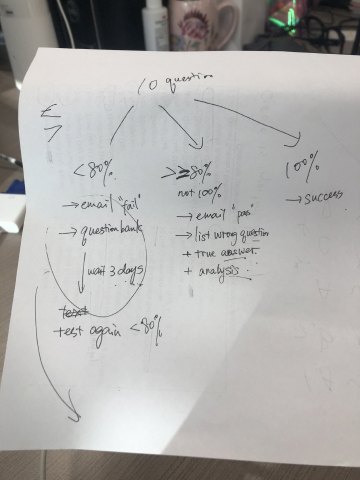 10 question
<
>
<80%
→ email "fail"
→ question bank
wait 3 days
test again <80%
> ≥80%
not 100%
→ email "pas"
→ list wrong question
+ true answer.
+ analysis.
100%
→ success